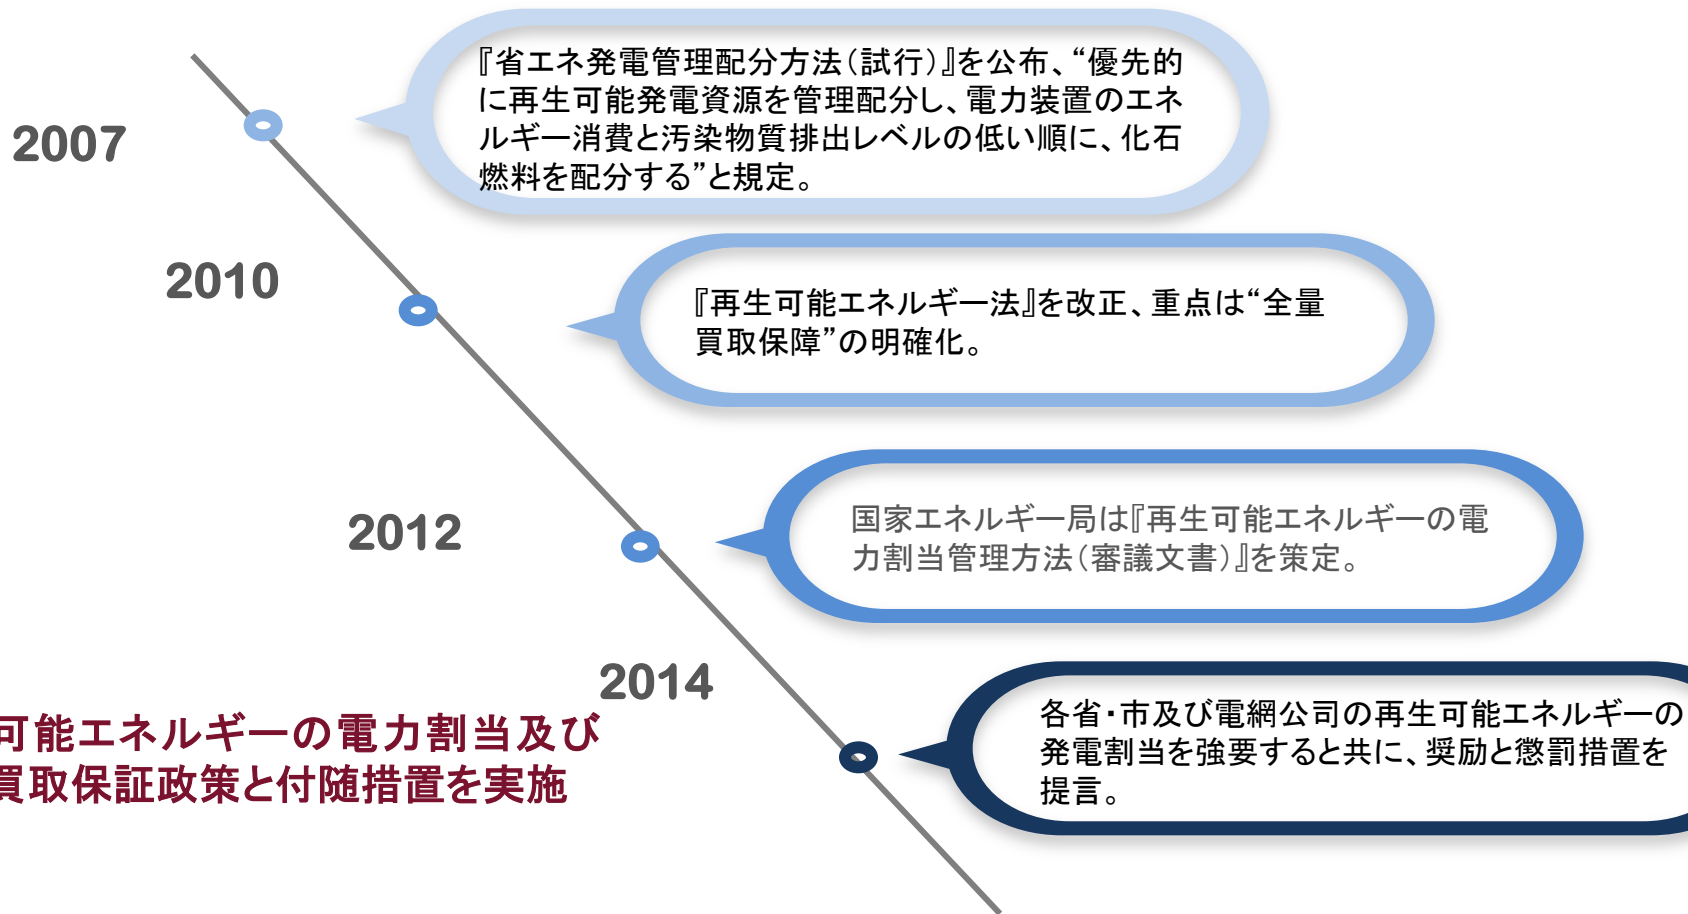 2007
『省エネ発電管理配分方法（試行）』を公布、“優先的
に再生可能発電資源を管理配分し、電力装置のエネ
ルギー消費と汚染物質排出レベルの低い順に、化石
燃料を配分する”と規定。
2010
『再生可能エネルギー法』を改正、重点は“全量
買取保障”の明確化。
2012
国家エネルギー局は『再生可能エネルギーの電
力割当管理方法（審議文書）』を策定。
2014
各省・市及び電網公司の再生可能エネルギーの
発電割当を強要すると共に、奨励と懲罰措置を
提言。
可能エネルギーの電力割当及び
買取保証政策と付随措置を実施